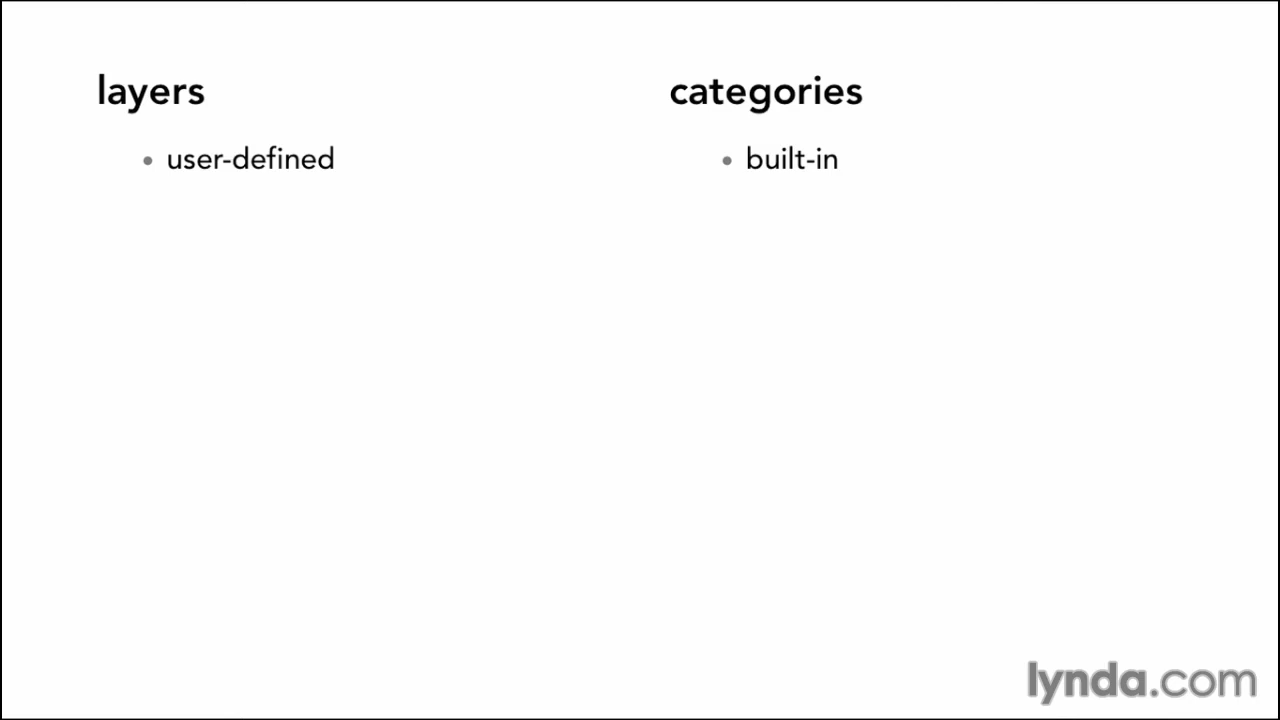 layers
• user-defined
categories
• built-in
lynda.com